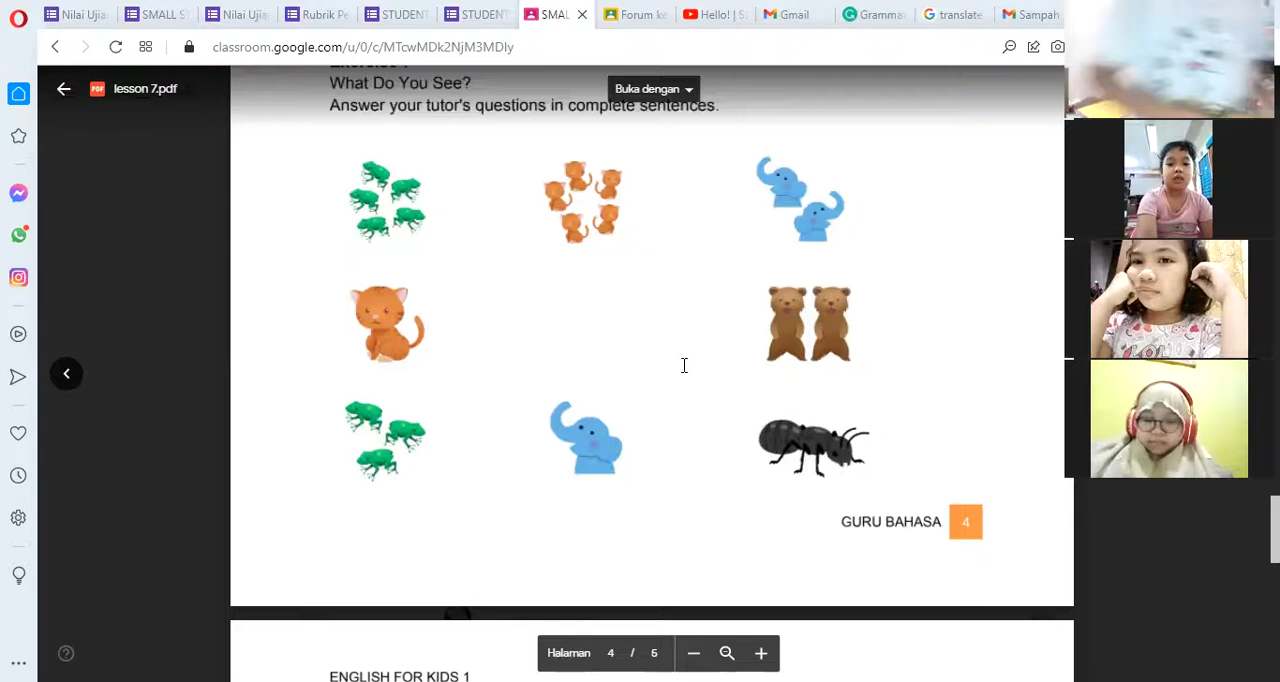 Nilai Ujia
SMALL S
Nilai Ujia
Rubrik Pe
STUDENT
STUDENT
SMAL
Forum ke
Hello! | S
Gmail
Gramma
translate
Sampah
classroom.google.com/u/0/c/MTcwMDk2NjM3MDIy
lesson 7.pdf
Buka dengan
What Do You See?
Answer your tutor's questions in complete sentences.
GURU BAHASA 4
Halaman 4 / 5
ENGLISH FOR KIDS 1